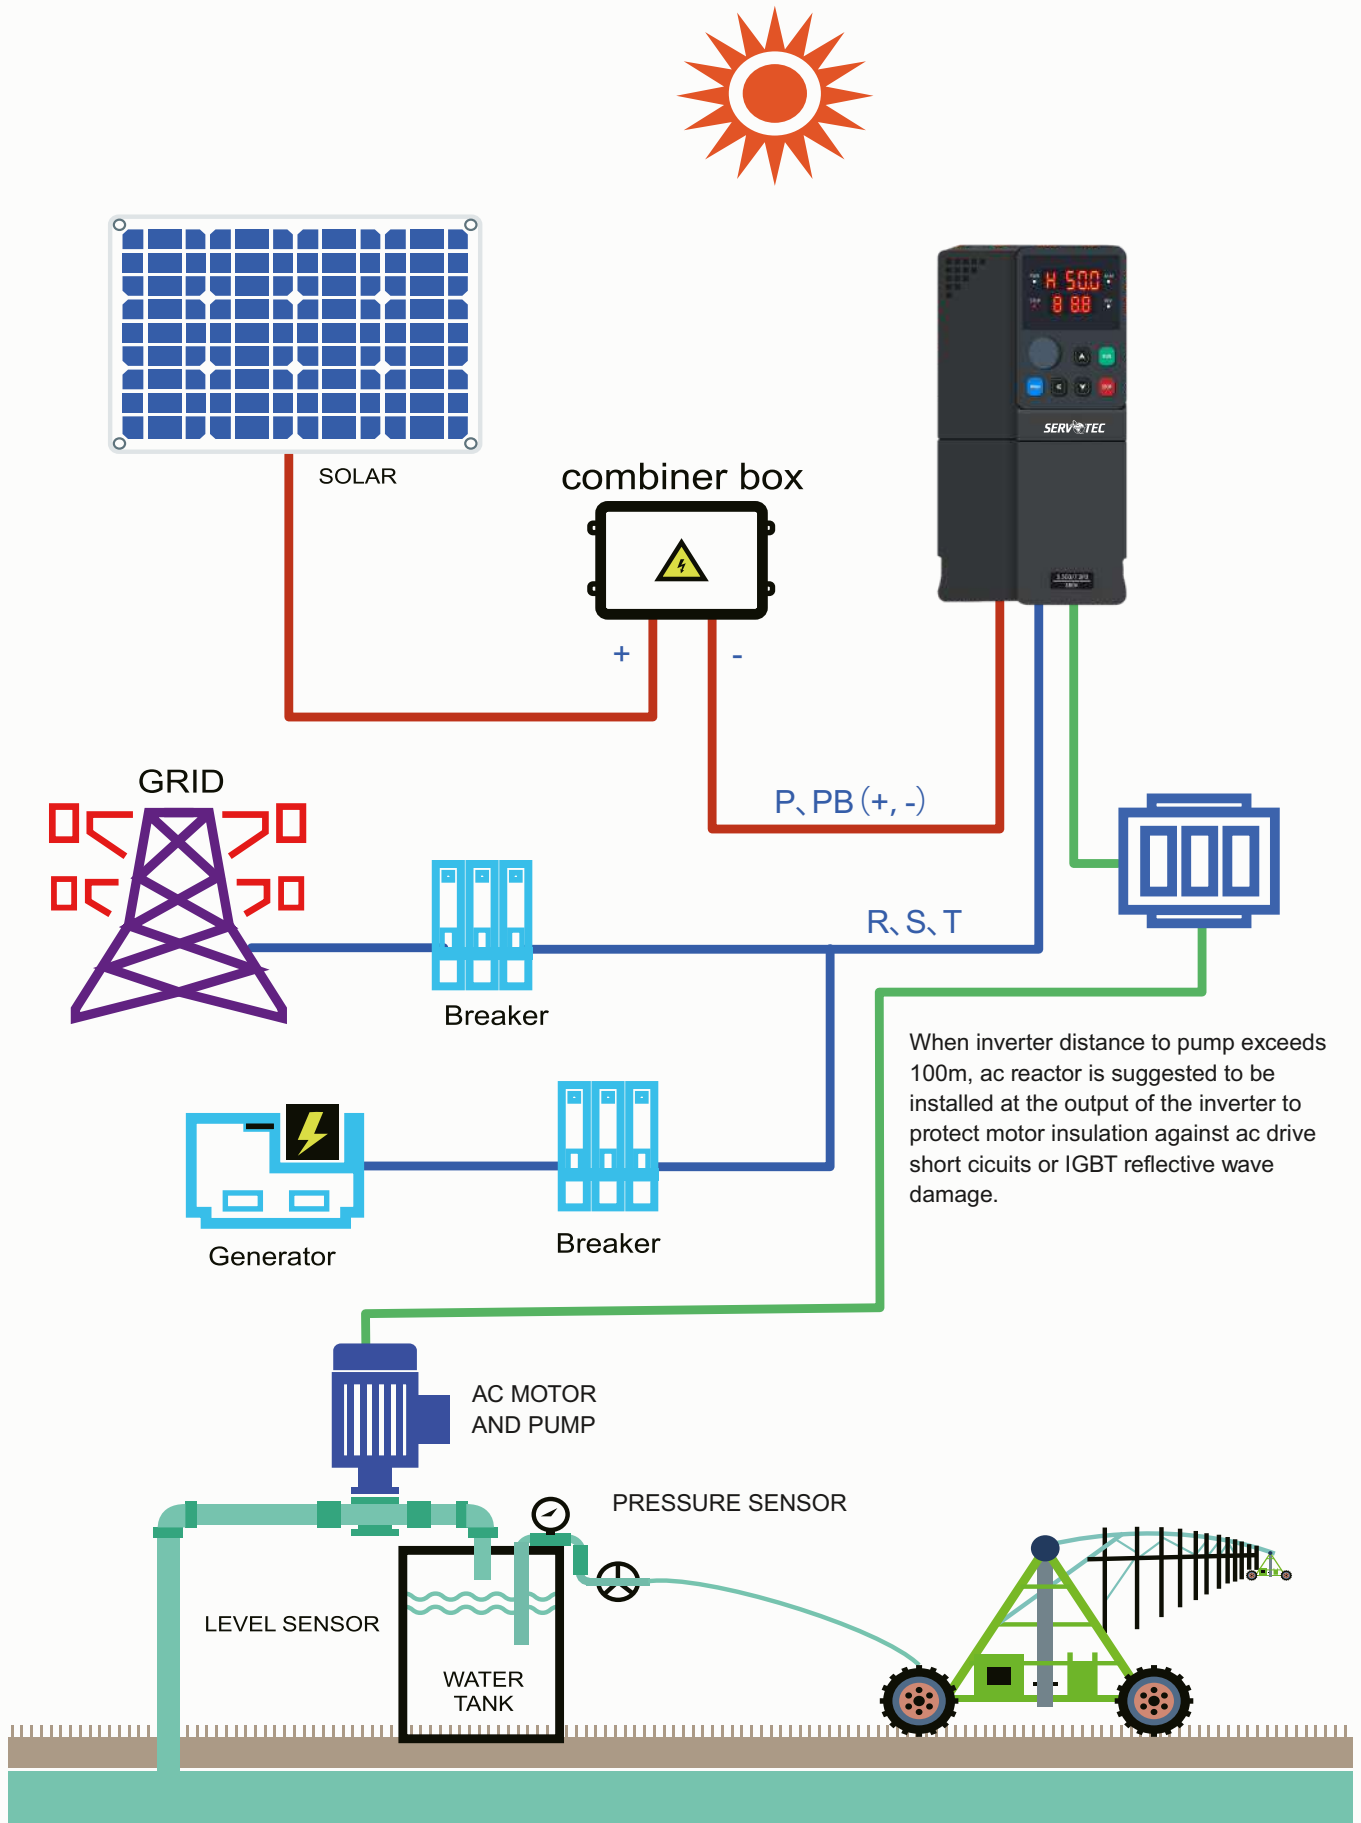 H 50.0
8 8.8
SERVOTEC
SOLAR
combiner box
+
-
P、PB (+, -)
GRID
R、S、T
Breaker
When inverter distance to pump exceeds
100m, ac reactor is suggested to be
installed at the output of the inverter to
protect motor insulation against ac drive
short cicuits or IGBT reflective wave
damage.
Breaker
Generator
AC MOTOR
AND PUMP
PRESSURE SENSOR
LEVEL SENSOR
WATER
TANK